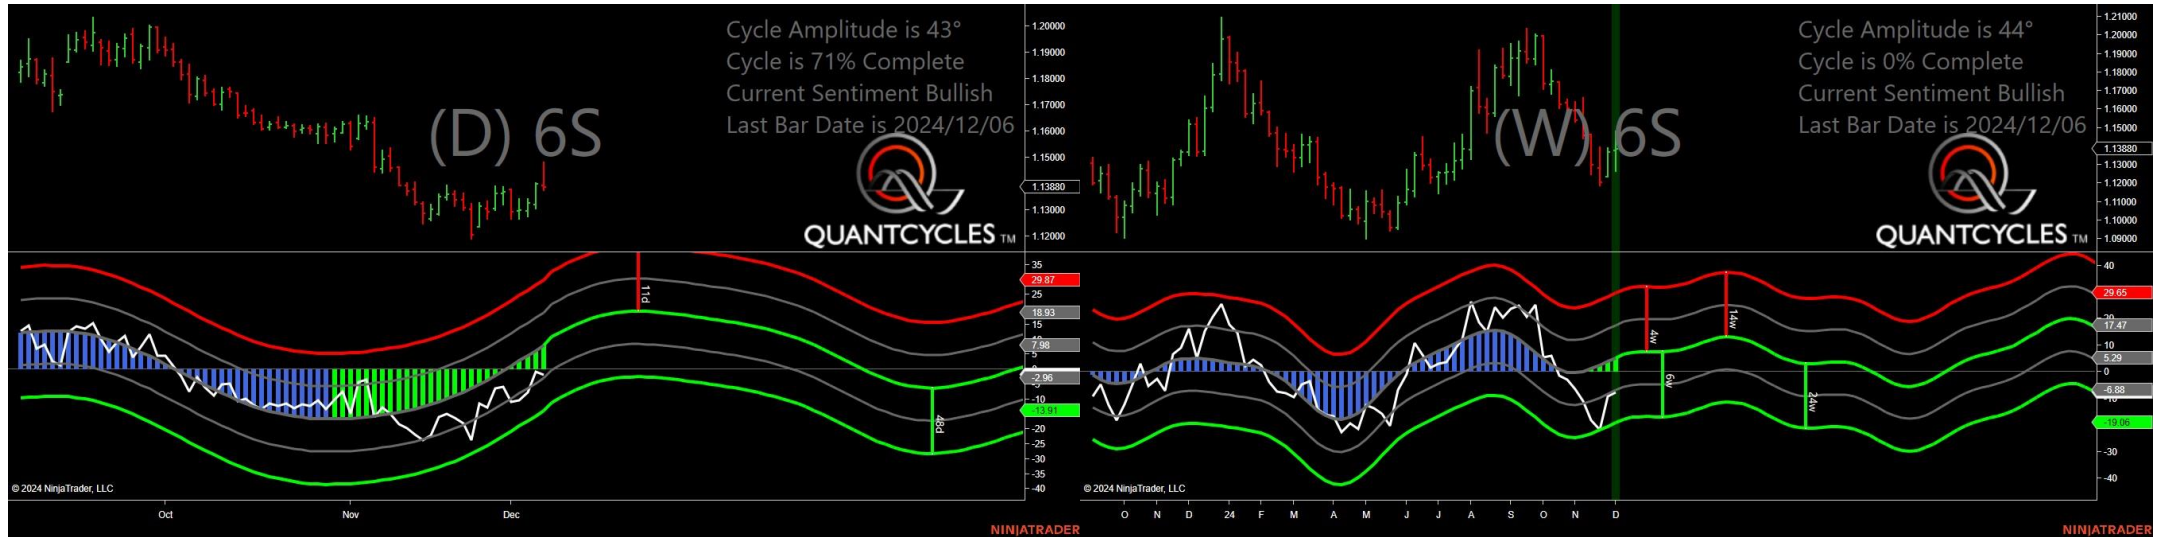 Cycle Amplitude is 43°
Cycle is 71% Complete
Current Sentiment Bullish
Last Bar Date is 2024/12/06
(D) 6S
QUANTCYCLES TM
1.20000
1.19000
1.18000
1.17000
1.16000
1.15000
1.13880
1.13000
1.12000
35
29.87
25
18.93
15
7.98
5
0
-2.96
-10
-13.91
-20
-25
-30
-35
-40
11d
48d
© 2024 NinjaTrader, LLC
Oct Nov Dec
NINJATRADER
Cycle Amplitude is 44°
Cycle is 0% Complete
Current Sentiment Bullish
Last Bar Date is 2024/12/06
(W) 6S
QUANTCYCLES TM
1.21000
1.20000
1.19000
1.18000
1.17000
1.16000
1.15000
1.13880
1.13000
1.12000
1.11000
1.10000
1.09000
40
29.65
17.47
10
5.29
0
-6.88
-19.06
-30
-40
4w
14w
6w
24w
© 2024 NinjaTrader, LLC
O N D 24 F M A M J J A S O N D
NINJATRADER